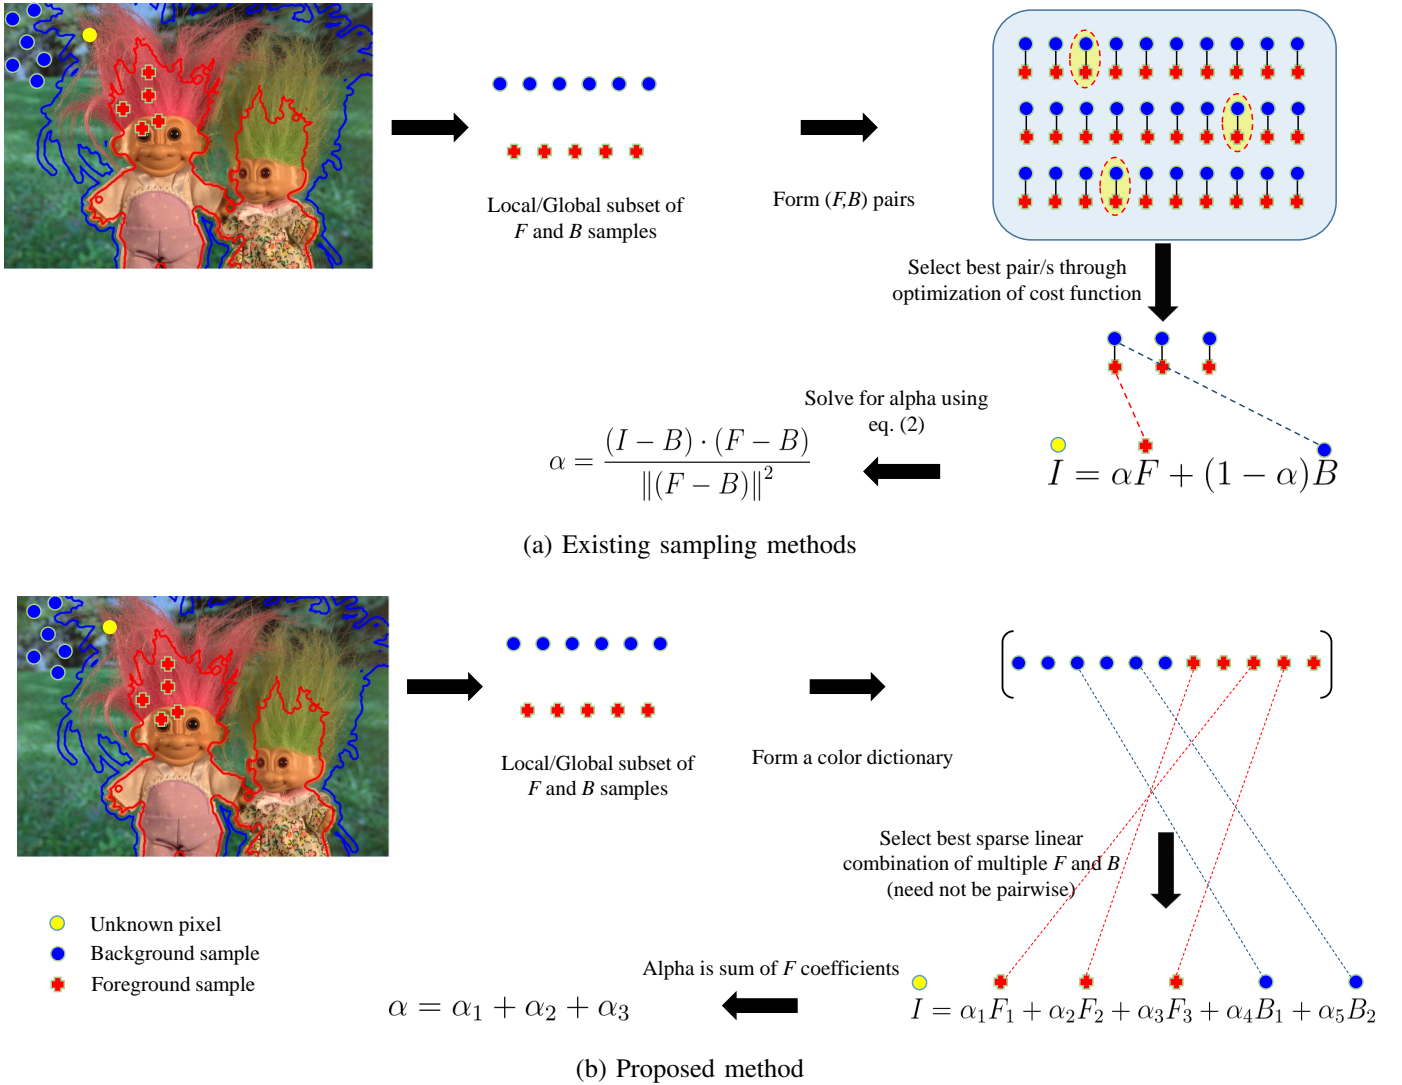 Local/Global subset of
F and B samples
Form (F,B) pairs
Select best pair/s through
optimization of cost function
Solve for alpha using
eq. (2)
α = (I − B) · (F − B) / ‖(F − B)‖²
I = αF + (1 − α)B
(a) Existing sampling methods
Local/Global subset of
F and B samples
Form a color dictionary
Select best sparse linear
combination of multiple F and B
(need not be pairwise)
Unknown pixel
Background sample
Foreground sample
Alpha is sum of F coefficients
α = α₁ + α₂ + α₃
I = α₁F₁ + α₂F₂ + α₃F₃ + α₄B₁ + α₅B₂
(b) Proposed method